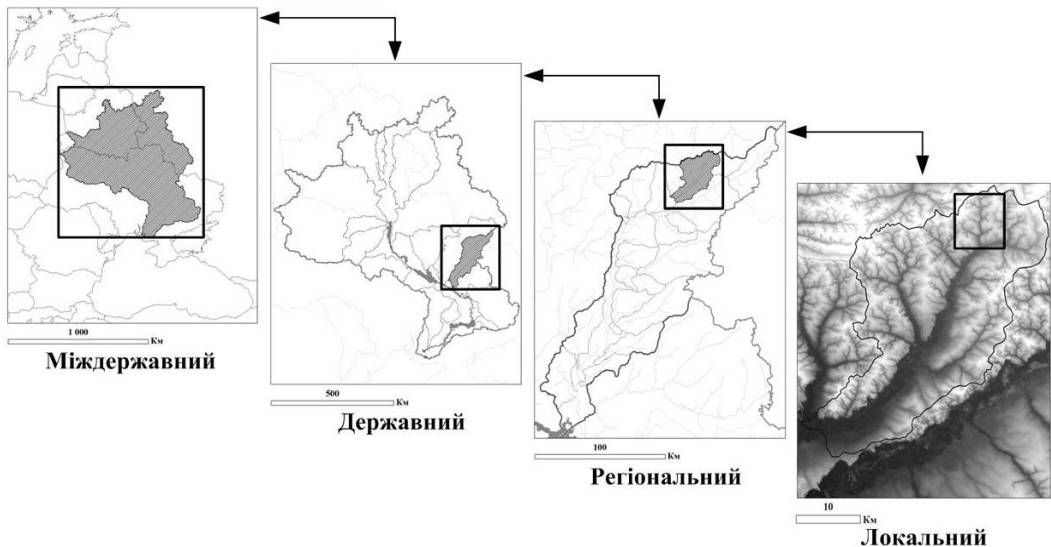 1 000
Км
Міждержавний
500
Км
Державний
100
Км
Регіональний
10
Км
Локальний